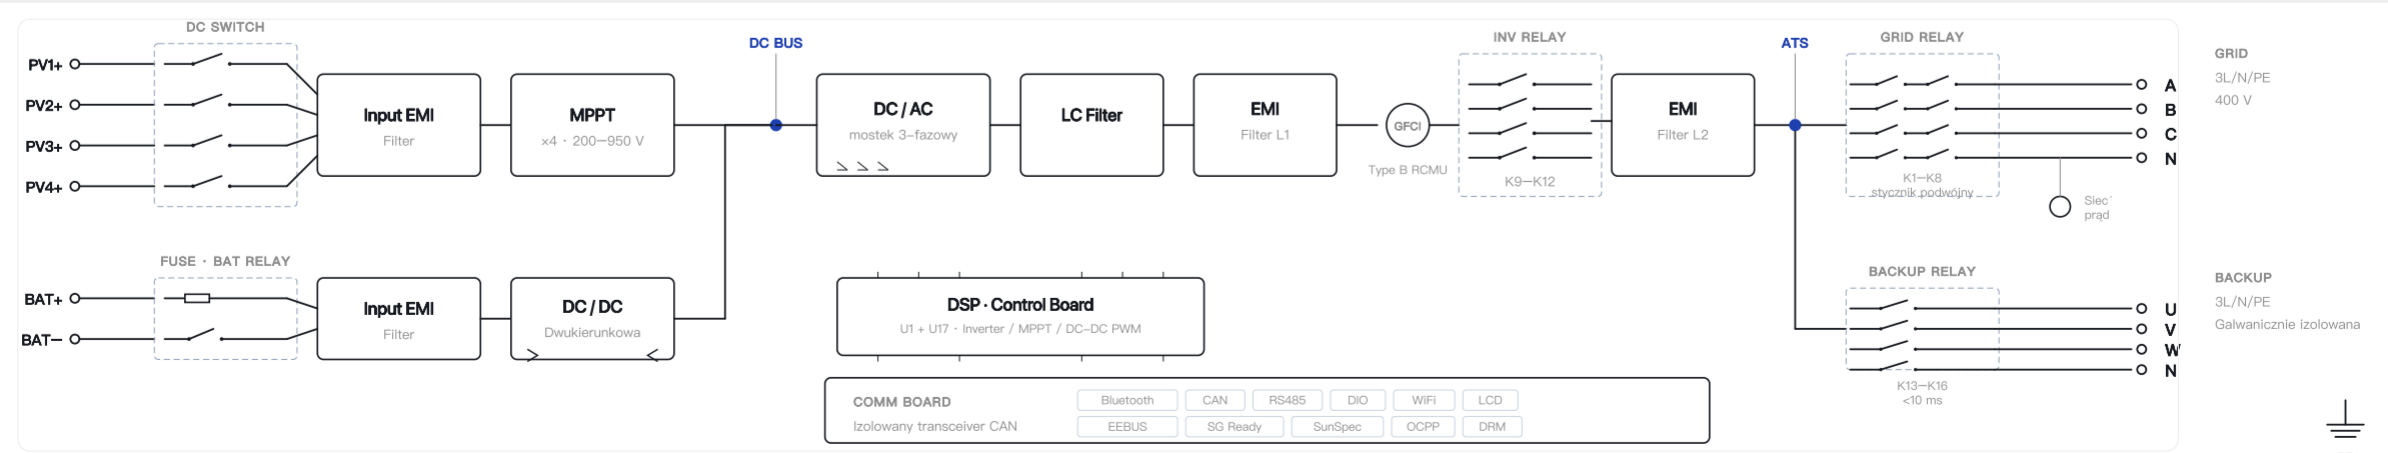 DC SWITCH
PV1+
PV2+
PV3+
PV4+
Input EMI
Filter
MPPT
×4 · 200–950 V
DC BUS
DC / AC
mostek 3-fazowy
LC Filter
EMI
Filter L1
GFCI
Type B RCMU
INV RELAY
K9–K12
EMI
Filter L2
ATS
GRID RELAY
K1–K8
stycznik podwójny
A
B
C
N
Sieć
prąd
GRID
3L/N/PE
400 V
FUSE · BAT RELAY
BAT+
BAT–
Input EMI
Filter
DC / DC
Dwukierunkowa
DSP · Control Board
U1 + U17 · Inverter / MPPT / DC-DC PWM
COMM BOARD
Izolowany transceiver CAN
Bluetooth
CAN
RS485
DIO
WiFi
LCD
EEBUS
SG Ready
SunSpec
OCPP
DRM
BACKUP RELAY
K13–K16
<10 ms
U
V
W
N
BACKUP
3L/N/PE
Galwanicznie izolowana